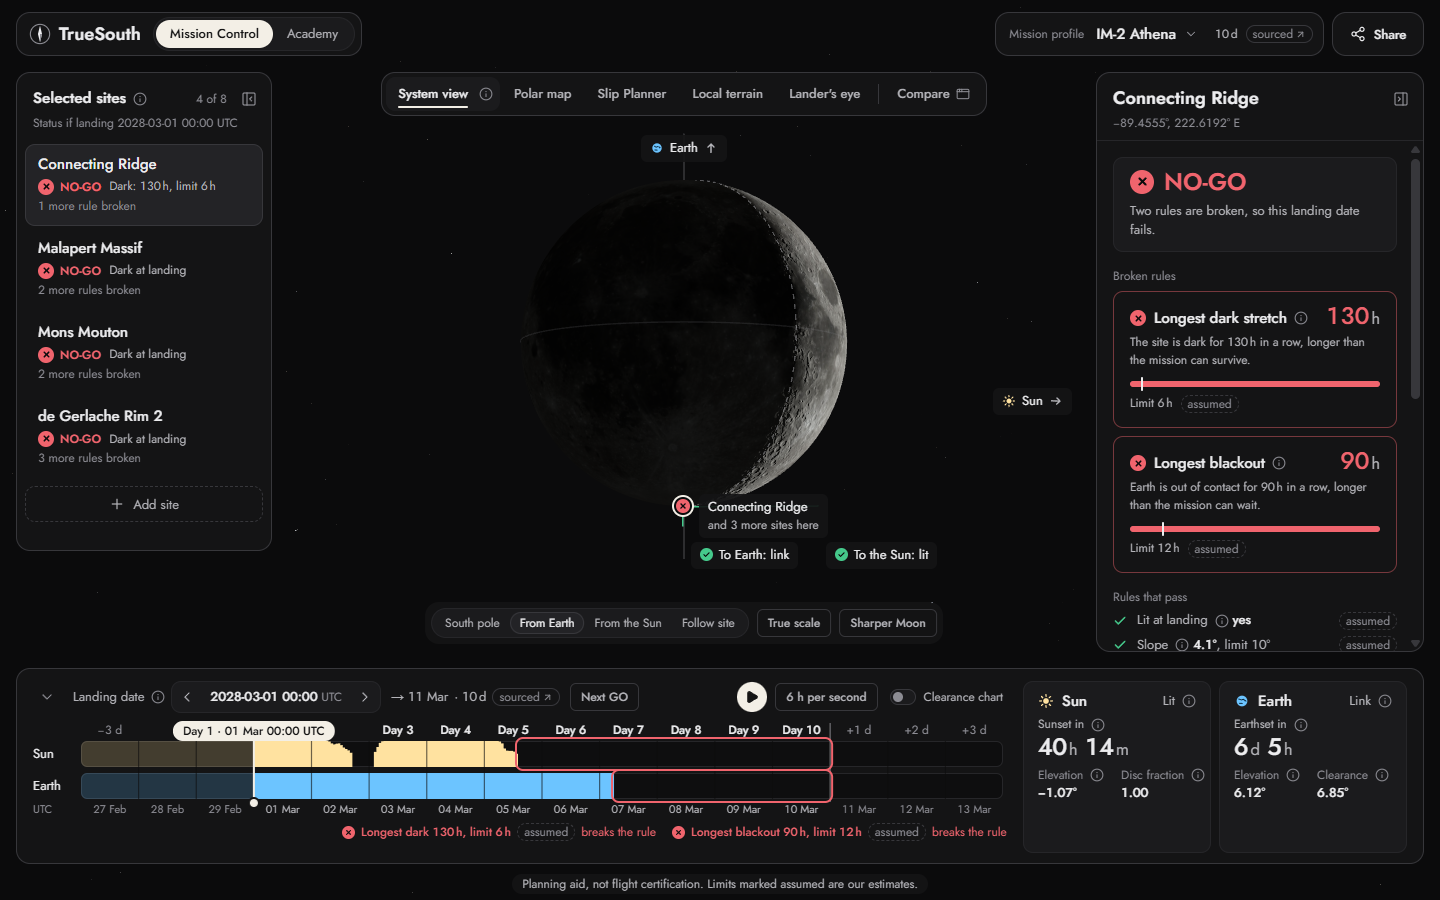 TrueSouth
Mission Control
Academy
Mission profile IM-2 Athena 10 d sourced ↗
Share
Selected sites 4 of 8
Status if landing 2028-03-01 00:00 UTC
Connecting Ridge
NO-GO Dark: 130 h, limit 6 h
1 more rule broken
Malapert Massif
NO-GO Dark at landing
2 more rules broken
Mons Mouton
NO-GO Dark at landing
2 more rules broken
de Gerlache Rim 2
NO-GO Dark at landing
3 more rules broken
+ Add site
System view
Polar map
Slip Planner
Local terrain
Lander's eye
Compare
Earth ↑
Sun →
Connecting Ridge
and 3 more sites here
To Earth: link
To the Sun: lit
South pole
From Earth
From the Sun
Follow site
True scale
Sharper Moon
Connecting Ridge
−89.4555°, 222.6192° E
NO-GO
Two rules are broken, so this landing date
fails.
Broken rules
Longest dark stretch 130 h
The site is dark for 130 h in a row, longer than
the mission can survive.
Limit 6 h assumed
Longest blackout 90 h
Earth is out of contact for 90 h in a row, longer
than the mission can wait.
Limit 12 h assumed
Rules that pass
Lit at landing yes assumed
Slope 4.1°, limit 10° assumed
Landing date 2028-03-01 00:00 UTC → 11 Mar · 10 d sourced ↗ Next GO
6 h per second
Clearance chart
−3 d Day 1 · 01 Mar 00:00 UTC Day 3 Day 4 Day 5 Day 6 Day 7 Day 8 Day 9 Day 10 +1 d +2 d +3 d
Sun
Earth
UTC 27 Feb 28 Feb 29 Feb 01 Mar 02 Mar 03 Mar 04 Mar 05 Mar 06 Mar 07 Mar 08 Mar 09 Mar 10 Mar 11 Mar 12 Mar 13 Mar
Longest dark 130 h, limit 6 h assumed breaks the rule
Longest blackout 90 h, limit 12 h assumed breaks the rule
Sun Lit
Sunset in
40 h 14 m
Elevation Disc fraction
−1.07° 1.00
Earth Link
Earthset in
6 d 5 h
Elevation Clearance
6.12° 6.85°
Planning aid, not flight certification. Limits marked assumed are our estimates.